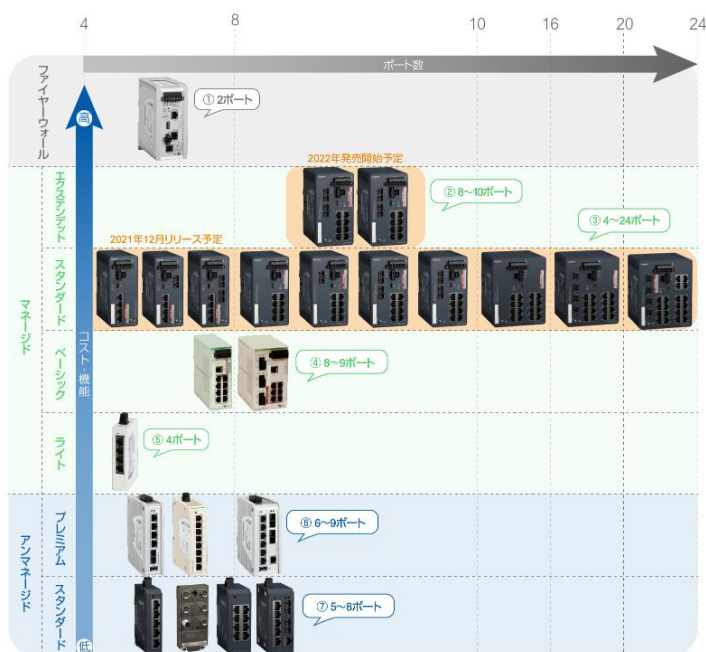 4 8 10 16 20 24
ポート数
ファイヤーウォール
高
① 2ポート
2022年発売開始予定
エクステンデット
② 8~10ポート
③ 4~24ポート
2021年12月リリース予定
マネージド
スタンダード
コスト・機能
ベーシック
④ 8~9ポート
ライト
⑤ 4ポート
アンマネージド
プレミアム
⑥ 6~9ポート
スタンダード
⑦ 5~8ポート
低